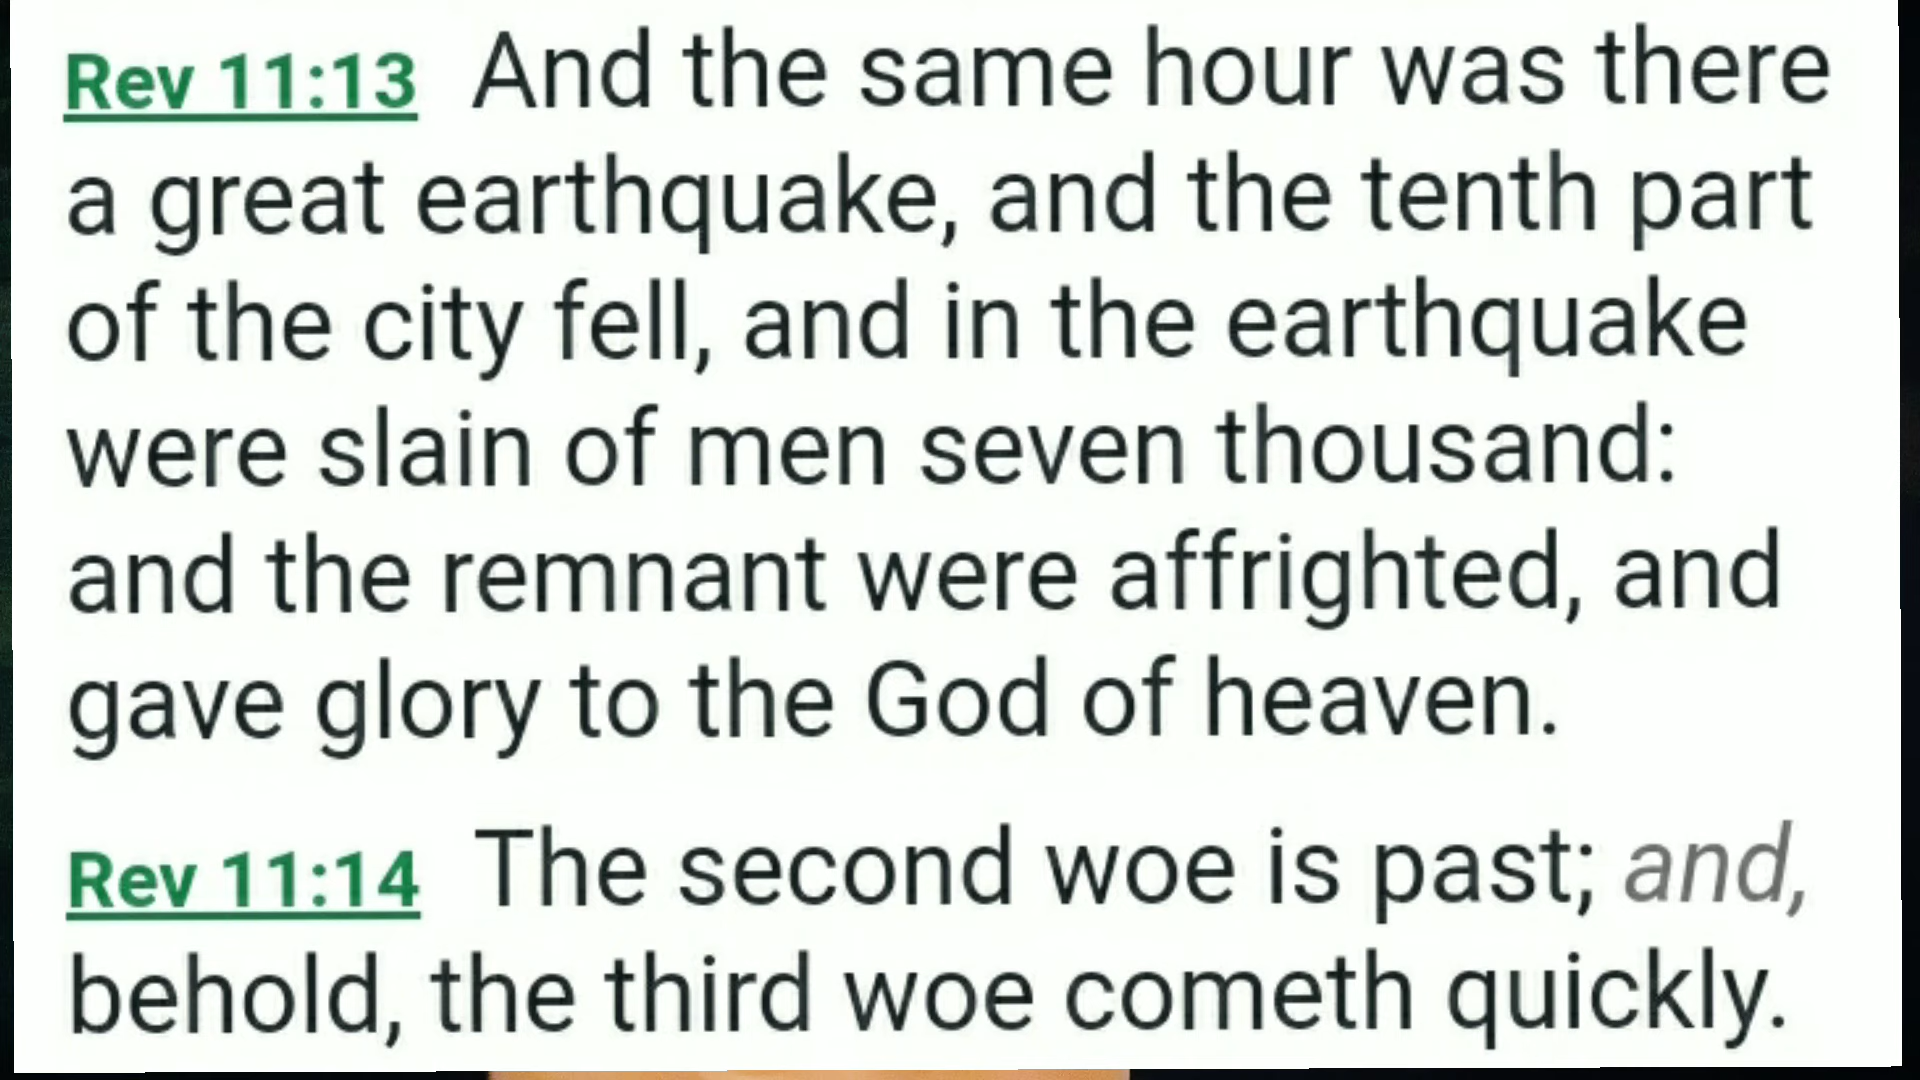 Rev 11:13 And the same hour was there
a great earthquake, and the tenth part
of the city fell, and in the earthquake
were slain of men seven thousand:
and the remnant were affrighted, and
gave glory to the God of heaven.
Rev 11:14 The second woe is past; and,
behold, the third woe cometh quickly.